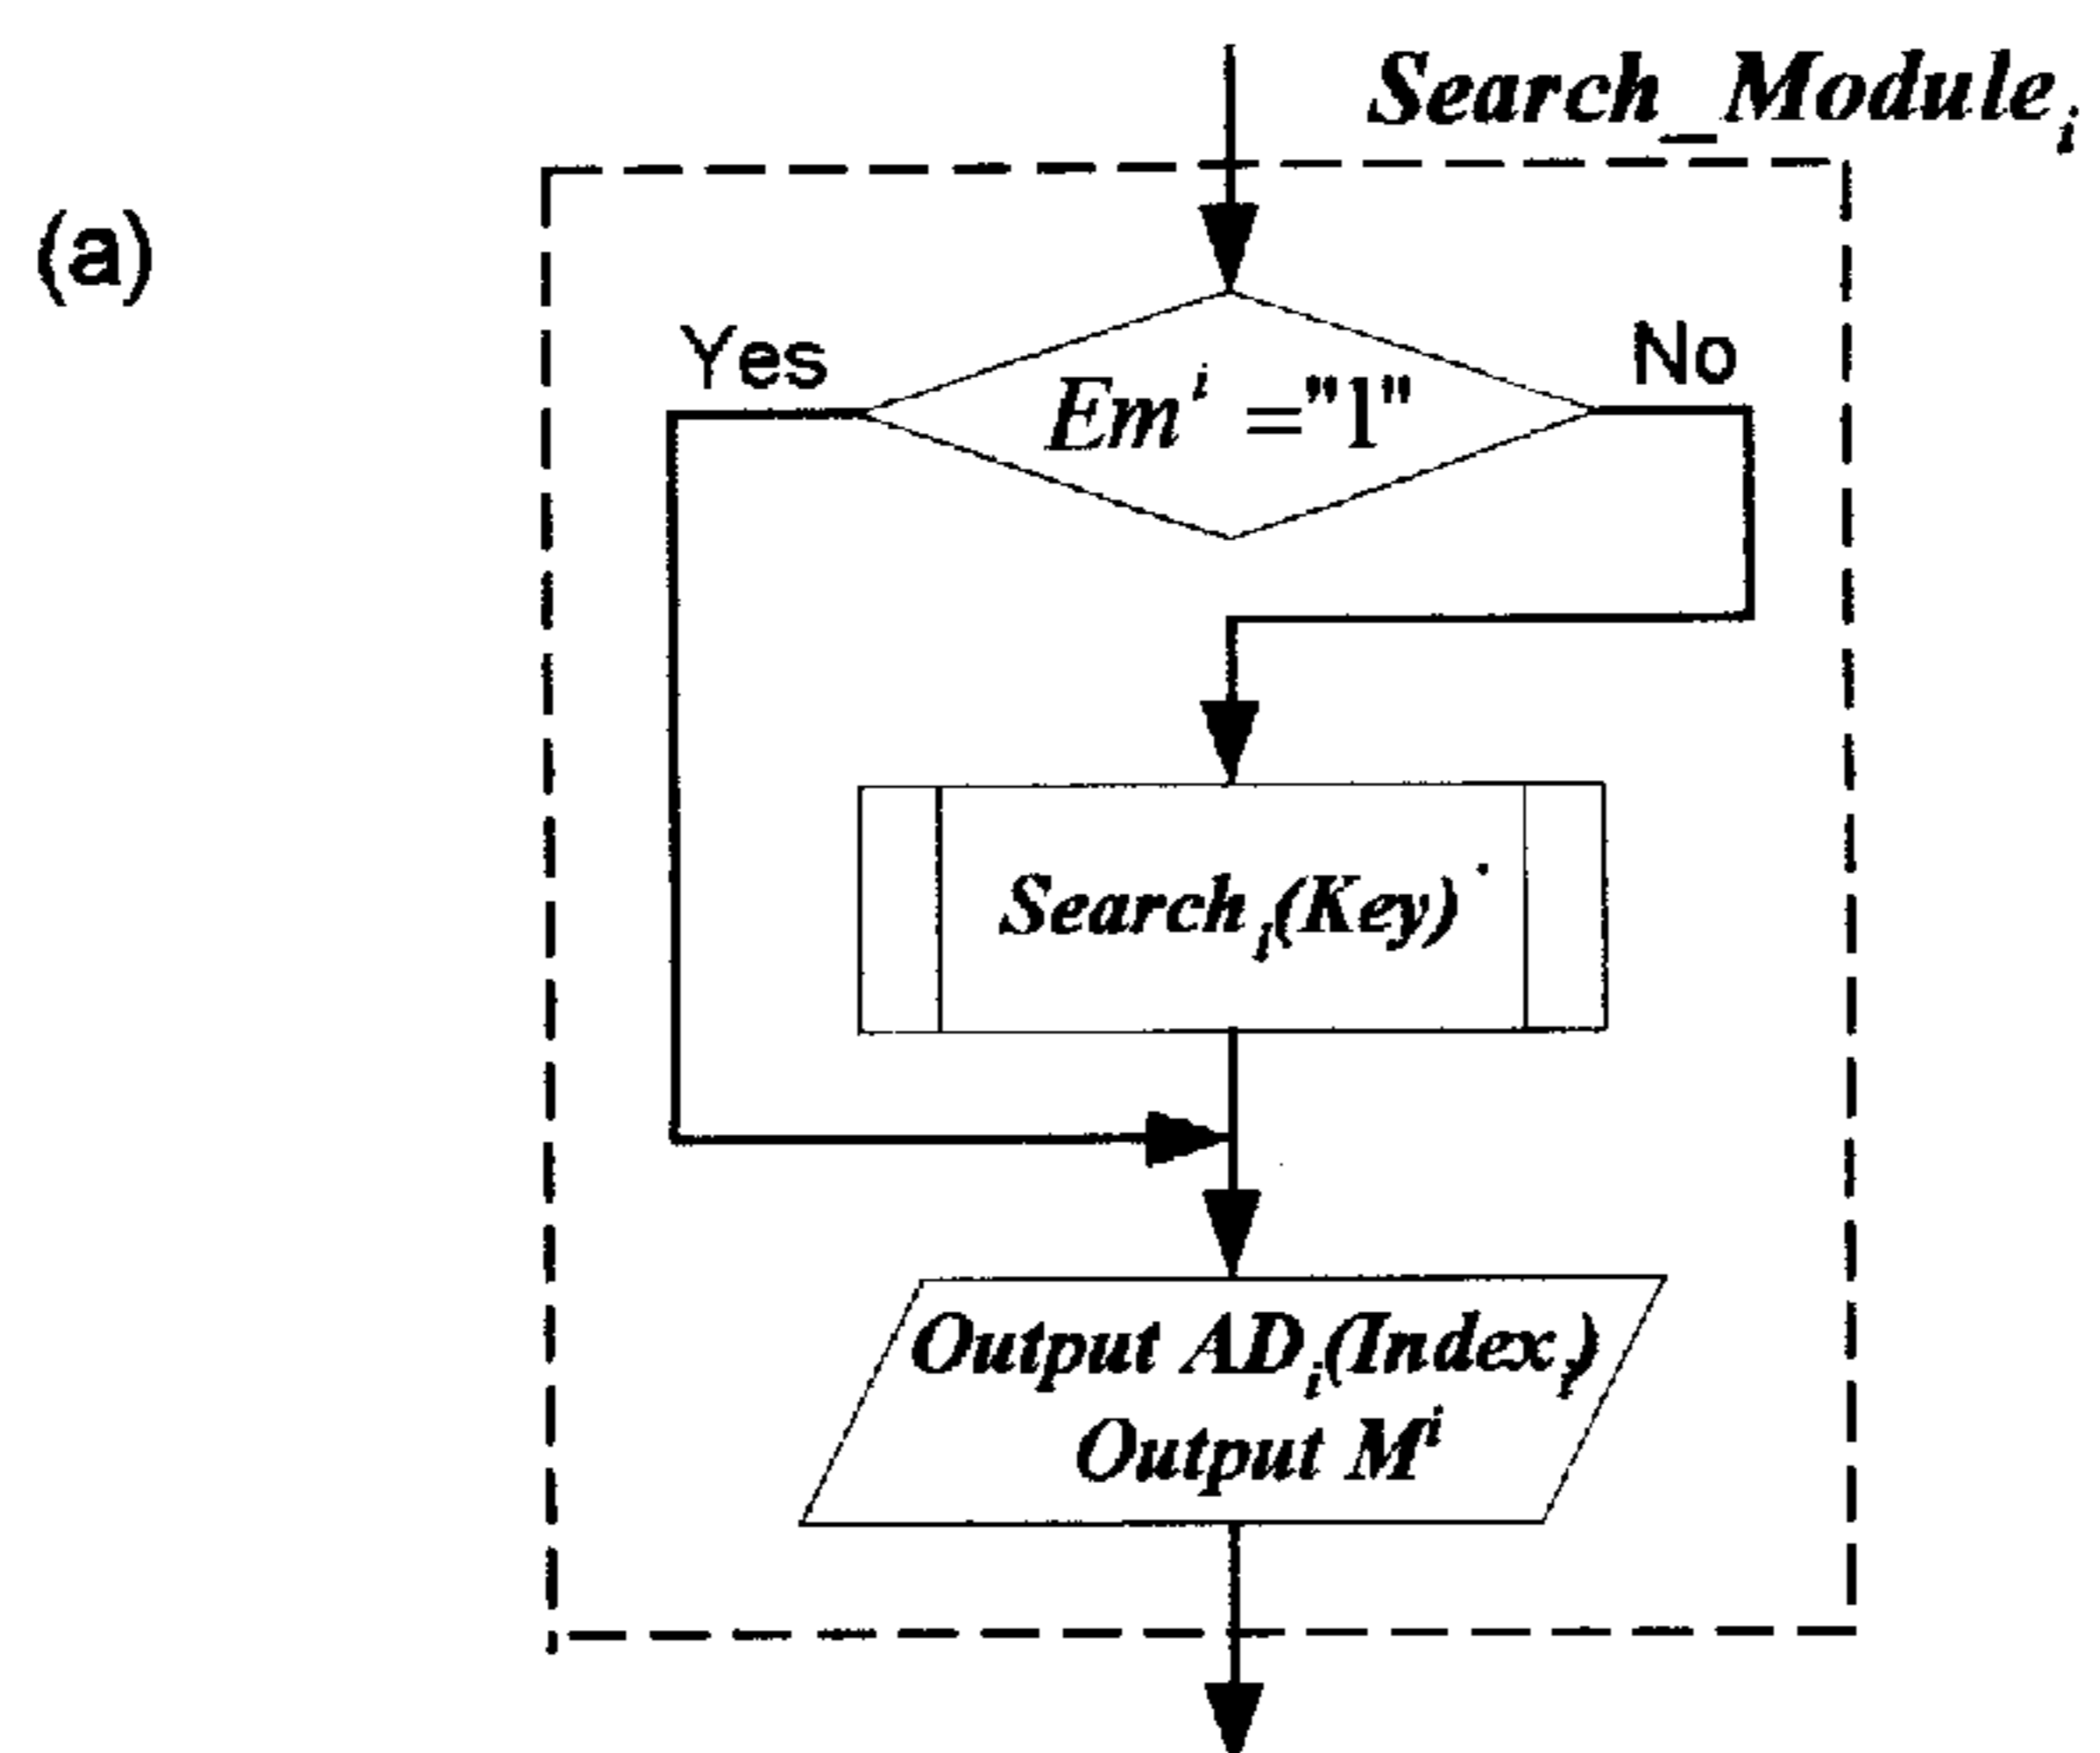 Search_Module_i
(a)
Yes
No
Em^i ="1"
Search_i(Key)
Output AD_i(Index_i)
Output M^i